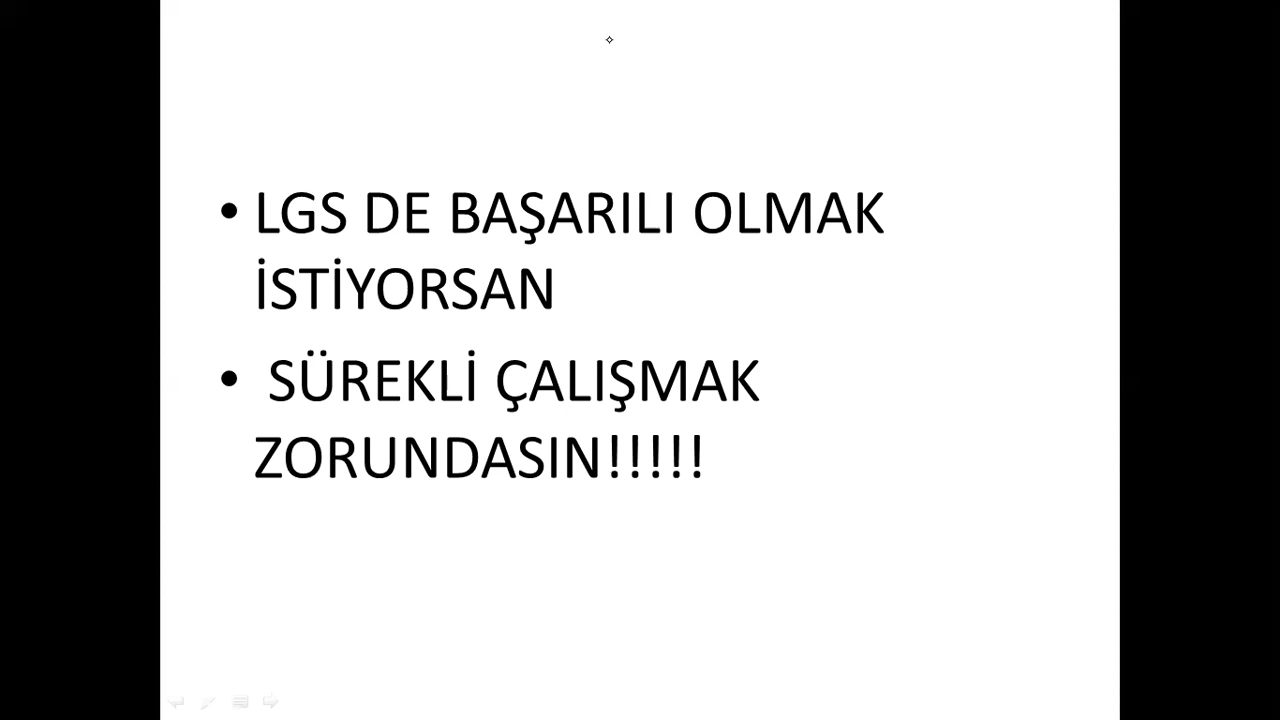 • LGS DE BAŞARILI OLMAK
İSTİYORSAN
• SÜREKLİ ÇALIŞMAK
ZORUNDASIN!!!!!